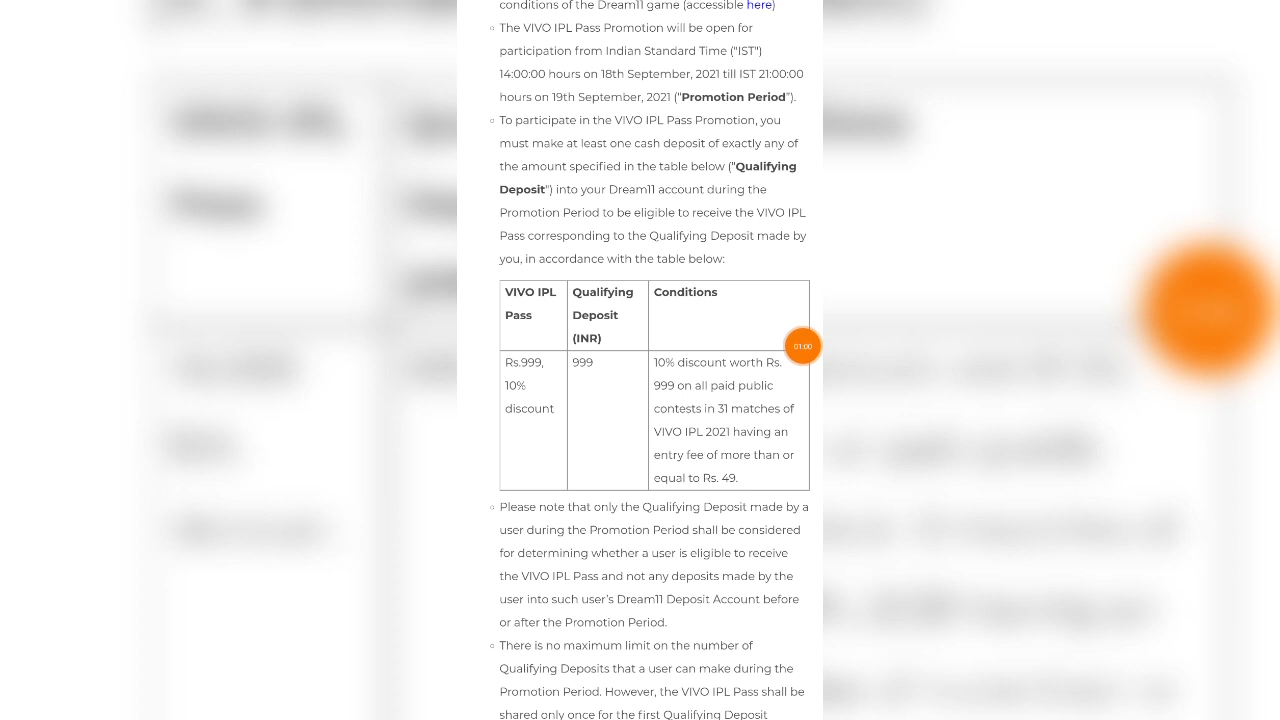 conditions of the Dream11 game (accessible here)
The VIVO IPL Pass Promotion will be open for
participation from Indian Standard Time ("IST")
14:00:00 hours on 18th September, 2021 till IST 21:00:00
hours on 19th September, 2021 ("Promotion Period").
To participate in the VIVO IPL Pass Promotion, you
must make at least one cash deposit of exactly any of
the amount specified in the table below ("Qualifying
Deposit") into your Dream11 account during the
Promotion Period to be eligible to receive the VIVO IPL
Pass corresponding to the Qualifying Deposit made by
you, in accordance with the table below:
VIVO IPL
Pass
Qualifying
Deposit
(INR)
Conditions
Rs.999,
10%
discount
999
10% discount worth Rs.
999 on all paid public
contests in 31 matches of
VIVO IPL 2021 having an
entry fee of more than or
equal to Rs. 49.
01:00
Please note that only the Qualifying Deposit made by a
user during the Promotion Period shall be considered
for determining whether a user is eligible to receive
the VIVO IPL Pass and not any deposits made by the
user into such user's Dream11 Deposit Account before
or after the Promotion Period.
There is no maximum limit on the number of
Qualifying Deposits that a user can make during the
Promotion Period. However, the VIVO IPL Pass shall be
shared only once for the first Qualifying Deposit